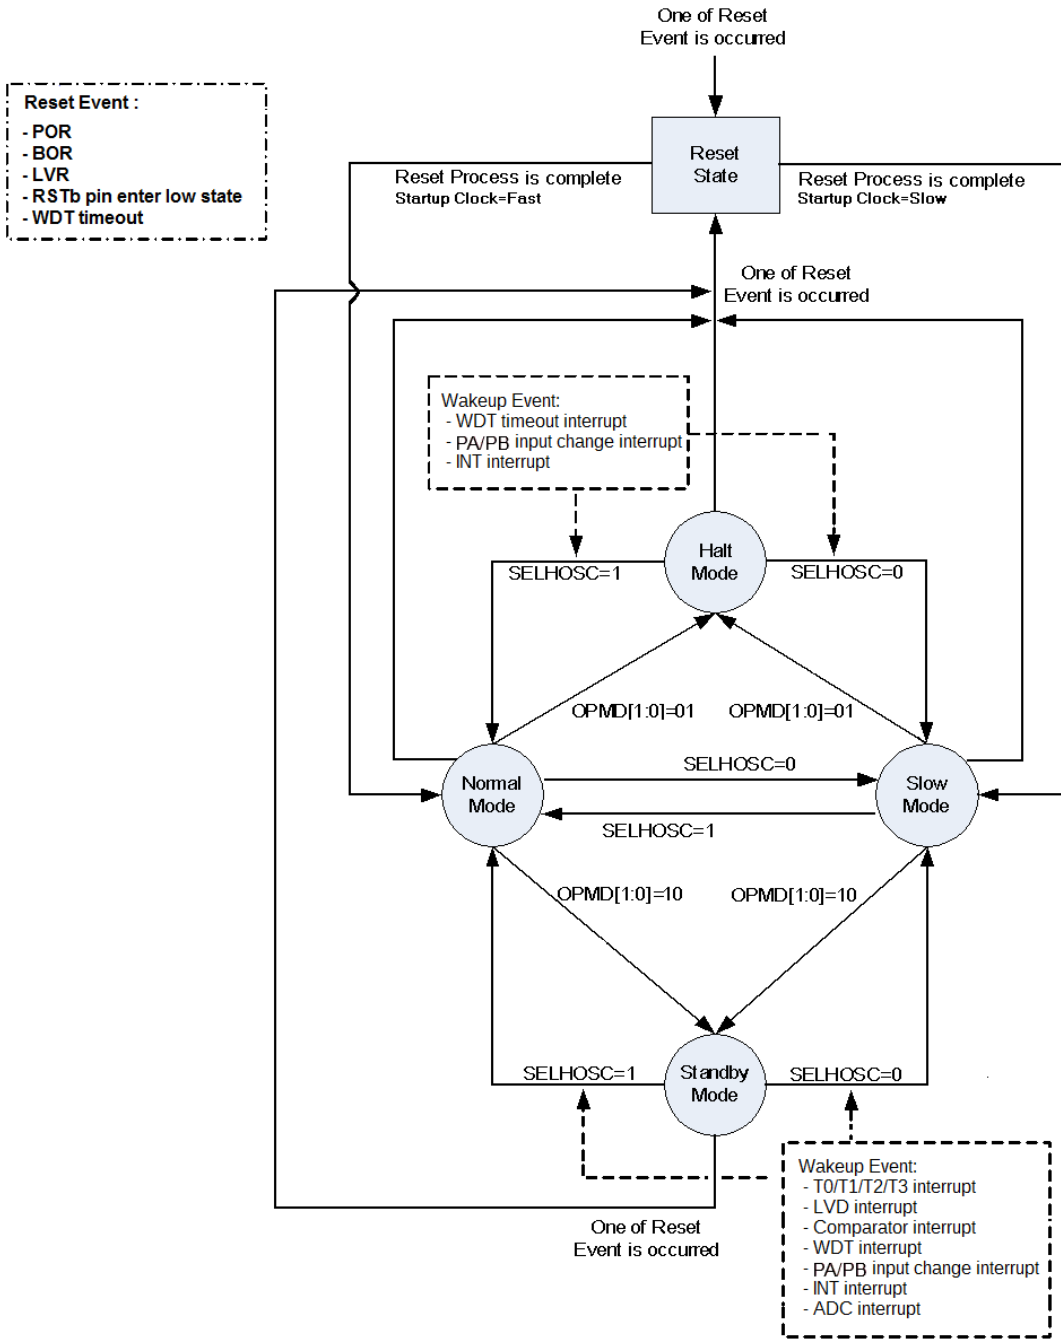 One of Reset
Event is occurred
Reset Event :
- POR
- BOR
- LVR
- RSTb pin enter low state
- WDT timeout
Reset
State
Reset Process is complete
Startup Clock=Fast
Reset Process is complete
Startup Clock=Slow
One of Reset
Event is occurred
Wakeup Event:
- WDT timeout interrupt
- PA/PB input change interrupt
- INT interrupt
Halt
Mode
SELHOSC=1
SELHOSC=0
OPMD[1:0]=01
OPMD[1:0]=01
Normal
Mode
SELHOSC=0
SELHOSC=1
Slow
Mode
OPMD[1:0]=10
OPMD[1:0]=10
Standby
Mode
SELHOSC=1
SELHOSC=0
One of Reset
Event is occurred
Wakeup Event:
- T0/T1/T2/T3 interrupt
- LVD interrupt
- Comparator interrupt
- WDT interrupt
- PA/PB input change interrupt
- INT interrupt
- ADC interrupt